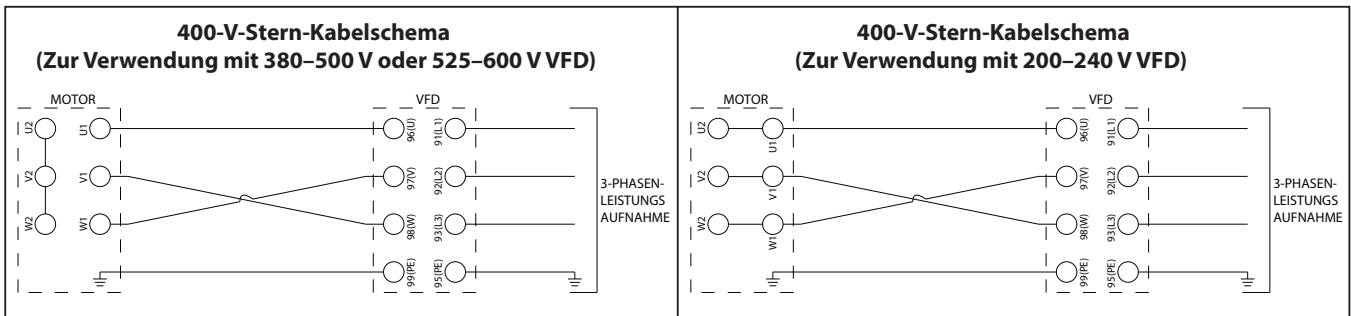 400-V-Stern-Kabelschema
(Zur Verwendung mit 380–500 V oder 525–600 V VFD)
MOTOR
VFD
U2
U1
96(U)
91(L1)
V2
V1
97(V)
92(L2)
W2
W1
98(W)
93(L3)
99(PE)
95(PE)
3-PHASEN-
LEISTUNGS
AUFNAHME
400-V-Stern-Kabelschema
(Zur Verwendung mit 200–240 V VFD)
MOTOR
VFD
U2
U1
96(U)
91(L1)
V2
V1
97(V)
92(L2)
W2
W1
98(W)
93(L3)
99(PE)
95(PE)
3-PHASEN-
LEISTUNGS
AUFNAHME